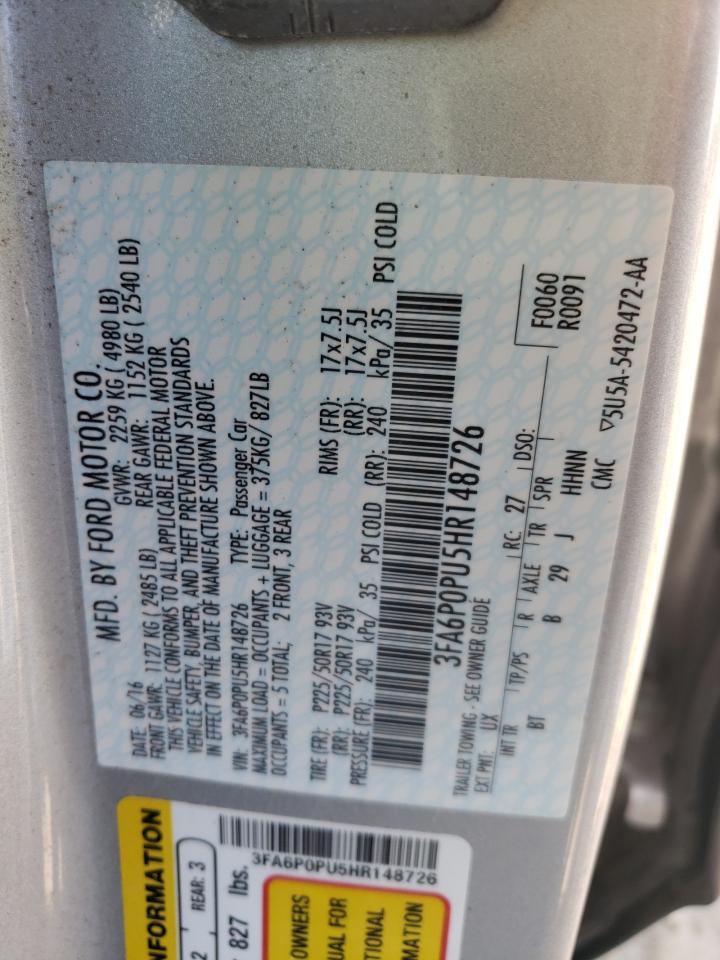 MFD. BY FORD MOTOR CO.
DATE: 06/16 GVWR: 2259 KG ( 4980 LB)
FRONT GAWR: 1127 KG ( 2485 LB) REAR GAWR: 1152 KG ( 2540 LB)
THIS VEHICLE CONFORMS TO ALL APPLICABLE FEDERAL MOTOR
VEHICLE SAFETY, BUMPER, AND THEFT PREVENTION STANDARDS
IN EFFECT ON THE DATE OF MANUFACTURE SHOWN ABOVE.
VIN: 3FA6P0PU5HR148726 TYPE: Passenger Car
MAXIMUM LOAD = OCCUPANTS + LUGGAGE = 375KG/ 827LB
OCCUPANTS = 5 TOTAL: 2 FRONT, 3 REAR
TIRE (FR): P225/50R17 93V RIMS (FR): 17x7.5J
(RR): P225/50R17 93V (RR): 17x7.5J
PRESSURE (FR): 240 kPa/ 35 PSI COLD (RR): 240 kPa/ 35 PSI COLD
3FA6P0PU5HR148726
TRAILER TOWING - SEE OWNER GUIDE
EXT PNT: UX RC: 27 DSO: F0060
R0091
INT TR TP/PS R AXLE TR SPR
BT B 29 J HHNN
CMC ▽5U5A-5420472-AA
NFORMATION
2 REAR: 3
827 lbs.
3FA6P0PU5HR148726
OWNERS
UAL FOR
TIONAL
MATION